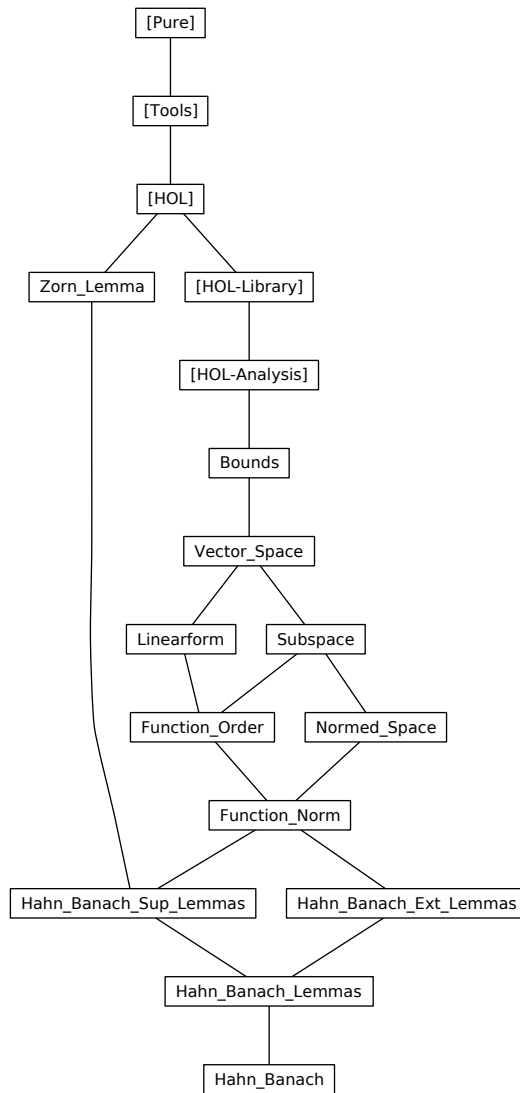 [Pure]
[Tools]
[HOL]
Zorn_Lemma
[HOL-Library]
[HOL-Analysis]
Bounds
Vector_Space
Linearform
Subspace
Function_Order
Normed_Space
Function_Norm
Hahn_Banach_Sup_Lemmas
Hahn_Banach_Ext_Lemmas
Hahn_Banach_Lemmas
Hahn_Banach